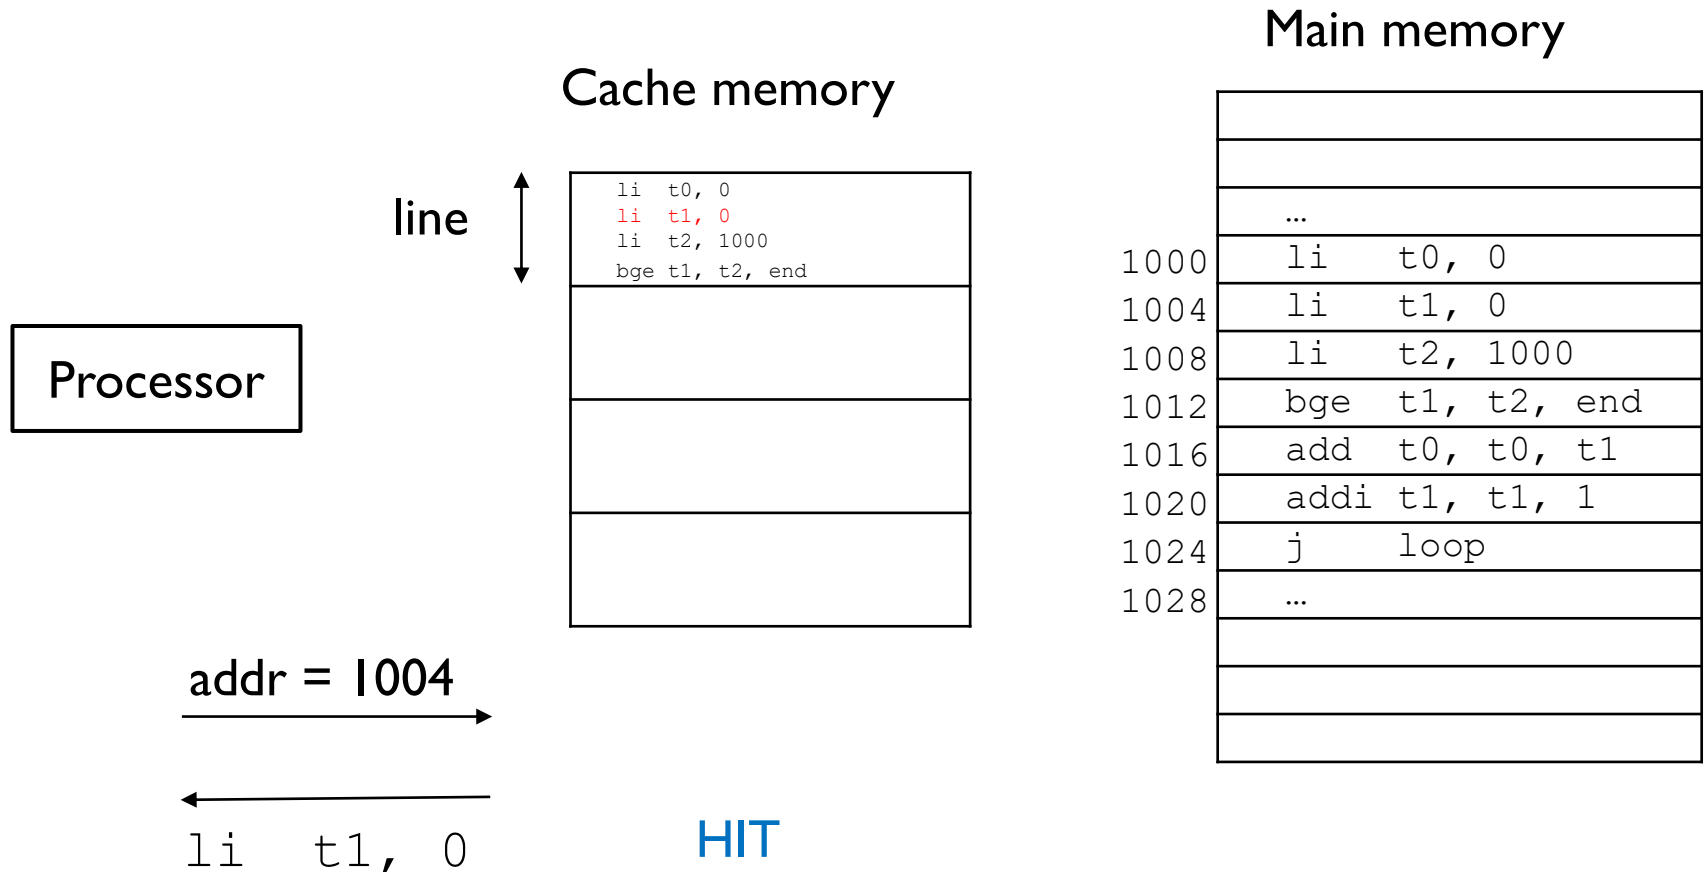 Main memory
Cache memory
line
li t0, 0
li t1, 0
li t2, 1000
bge t1, t2, end
Processor
…
1000 li t0, 0
1004 li t1, 0
1008 li t2, 1000
1012 bge t1, t2, end
1016 add t0, t0, t1
1020 addi t1, t1, 1
1024 j loop
1028 …
addr = 1004
li t1, 0
HIT